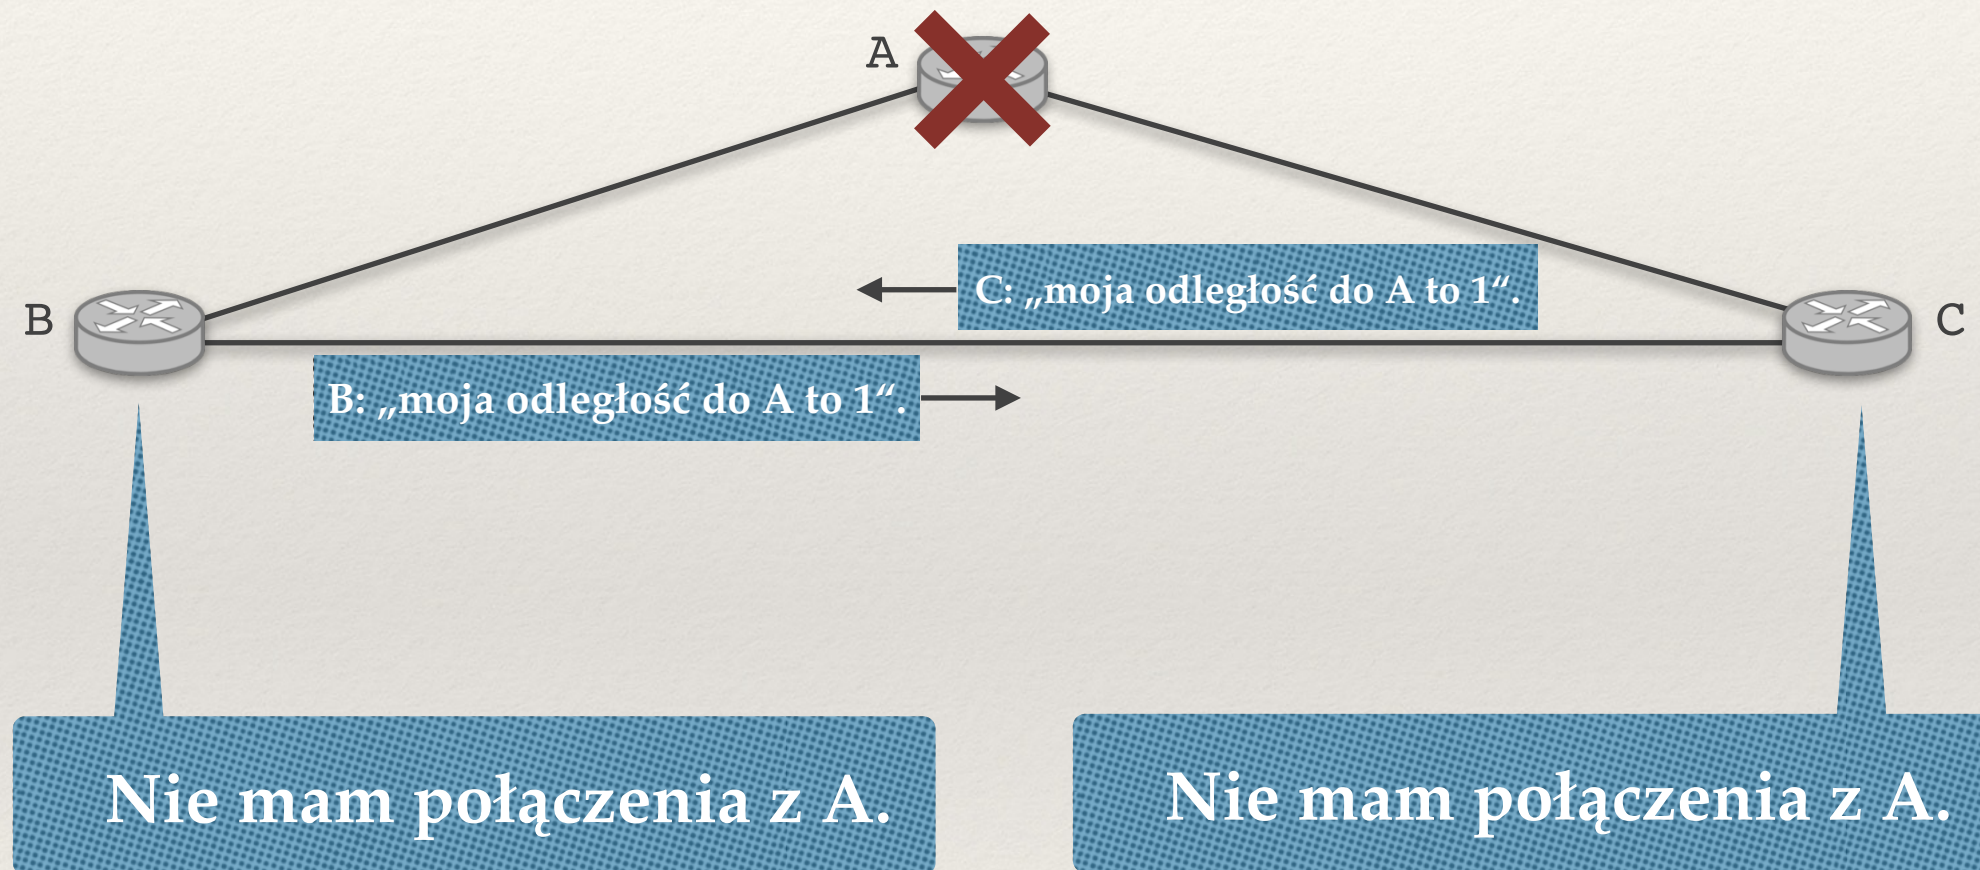 A
C: „moja odległość do A to 1“.
B
C
B: „moja odległość do A to 1“.
Nie mam połączenia z A.
Nie mam połączenia z A.